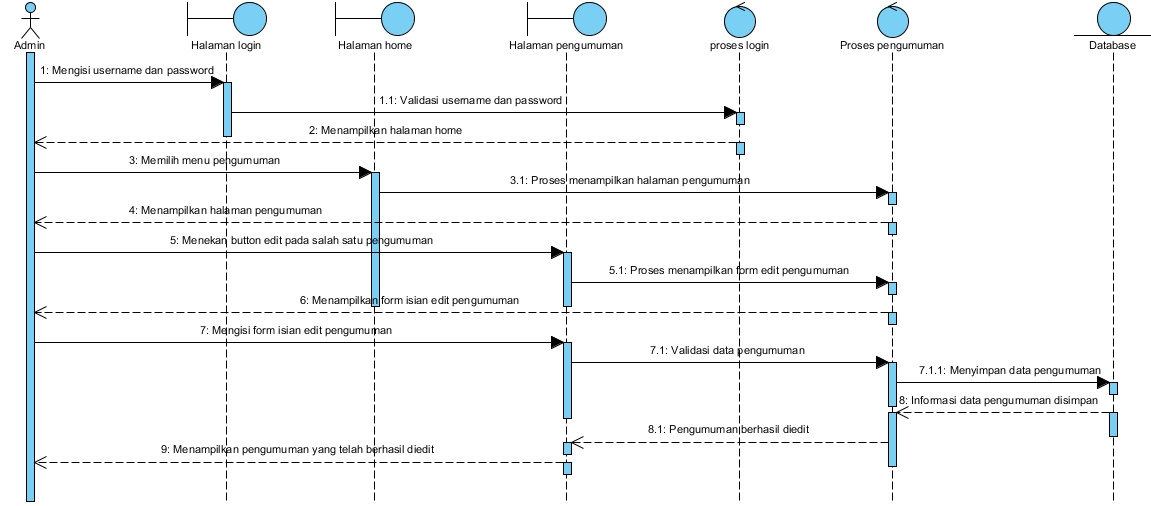 Admin
Halaman login
Halaman home
Halaman pengumuman
proses login
Proses pengumuman
Database
1: Mengisi username dan password
1.1: Validasi username dan password
2: Menampilkan halaman home
3: Memilih menu pengumuman
3.1: Proses menampilkan halaman pengumuman
4: Menampilkan halaman pengumuman
5: Menekan button edit pada salah satu pengumuman
5.1: Proses menampilkan form edit pengumuman
6: Menampilkan form isian edit pengumuman
7: Mengisi form isian edit pengumuman
7.1: Validasi data pengumuman
7.1.1: Menyimpan data pengumuman
8: Informasi data pengumuman disimpan
8.1: Pengumuman berhasil diedit
9: Menampilkan pengumuman yang telah berhasil diedit